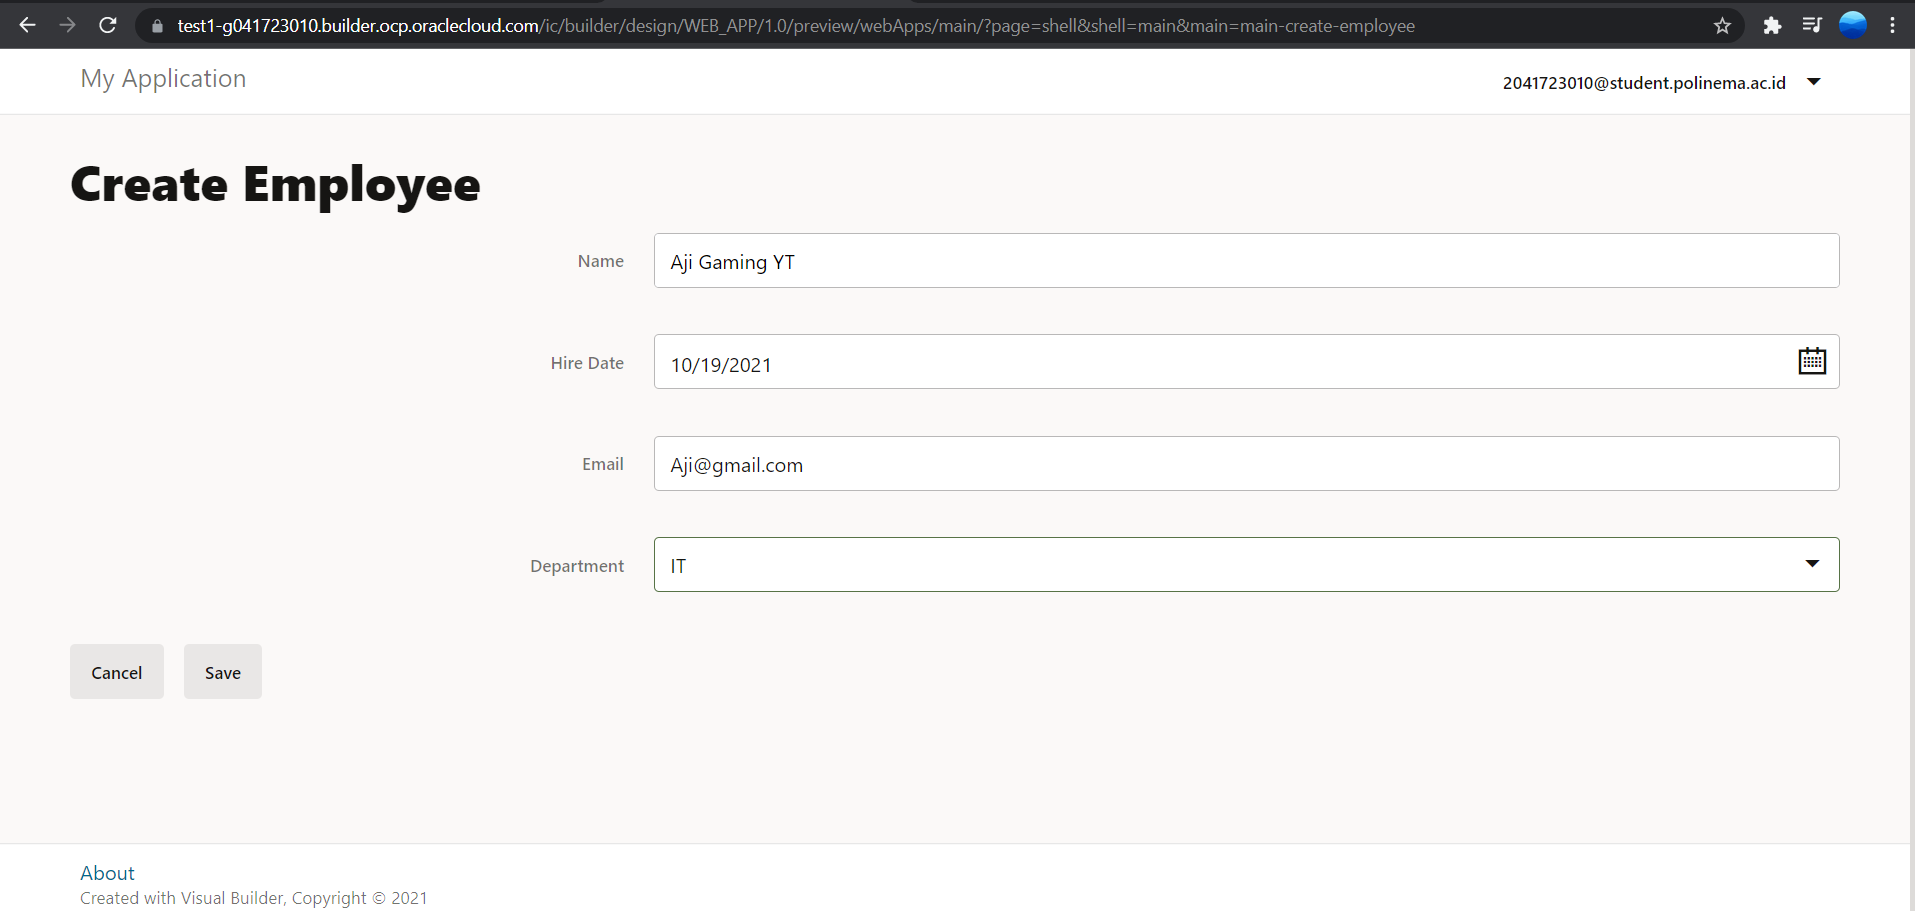 test1-g041723010.builder.ocp.oraclecloud.com/ic/builder/design/WEB_APP/1.0/preview/webApps/main/?page=shell&shell=main&main=main-create-employee
My Application
2041723010@student.polinema.ac.id
Create Employee
Name
Aji Gaming YT
Hire Date
10/19/2021
Email
Aji@gmail.com
Department
IT
Cancel
Save
About
Created with Visual Builder, Copyright © 2021